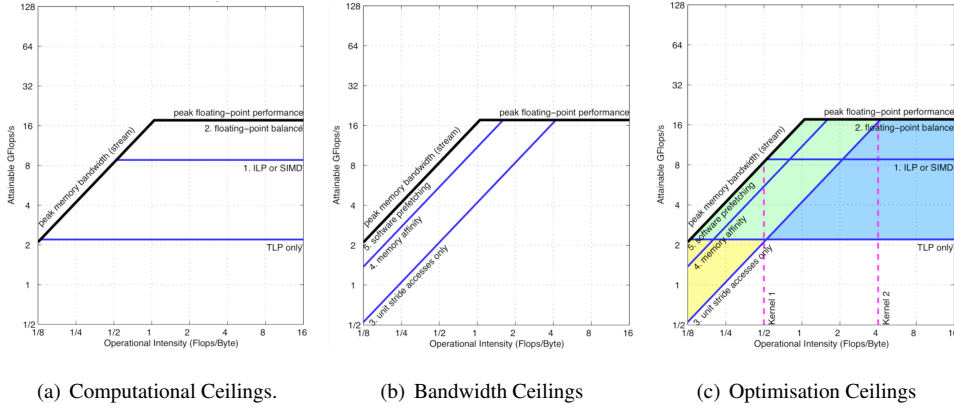 128
64
32
16
8
4
2
1
1/2
Attainable GFlops/s
peak floating−point performance
2. floating−point balance
1. ILP or SIMD
TLP only
peak memory bandwidth (stream)
1/8
1/4
1/2
1
2
4
8
16
Operational Intensity (Flops/Byte)
(a) Computational Ceilings.
128
64
32
16
8
4
2
1
1/2
Attainable GFlops/s
peak floating−point performance
peak memory bandwidth (stream)
5. software prefetching
4. memory affinity
3. unit stride accesses only
1/8
1/4
1/2
1
2
4
8
16
Operational Intensity (Flops/Byte)
(b) Bandwidth Ceilings
128
64
32
16
8
4
2
1
1/2
Attainable GFlops/s
peak floating−point performance
2. floating−point balance
1. ILP or SIMD
TLP only
peak memory bandwidth (stream)
5. software prefetching
4. memory affinity
3. unit stride accesses only
Kernel 1
Kernel 2
1/8
1/4
1/2
1
2
4
8
16
Operational Intensity (Flops/Byte)
(c) Optimisation Ceilings